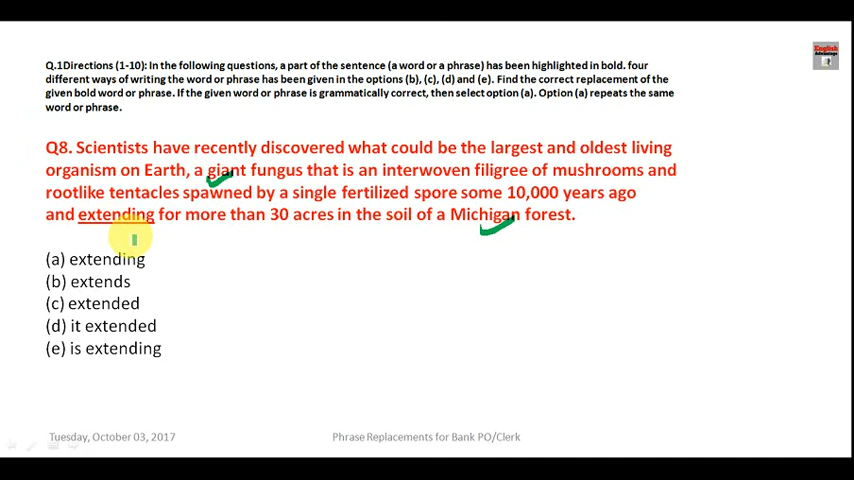 English
Advantage
Q.1Directions (1-10): In the following questions, a part of the sentence (a word or a phrase) has been highlighted in bold. four
different ways of writing the word or phrase has been given in the options (b), (c), (d) and (e). Find the correct replacement of the
given bold word or phrase. If the given word or phrase is grammatically correct, then select option (a). Option (a) repeats the same
word or phrase.
Q8. Scientists have recently discovered what could be the largest and oldest living
organism on Earth, a giant fungus that is an interwoven filigree of mushrooms and
rootlike tentacles spawned by a single fertilized spore some 10,000 years ago
and extending for more than 30 acres in the soil of a Michigan forest.
(a) extending
(b) extends
(c) extended
(d) it extended
(e) is extending
Tuesday, October 03, 2017
Phrase Replacements for Bank PO/Clerk